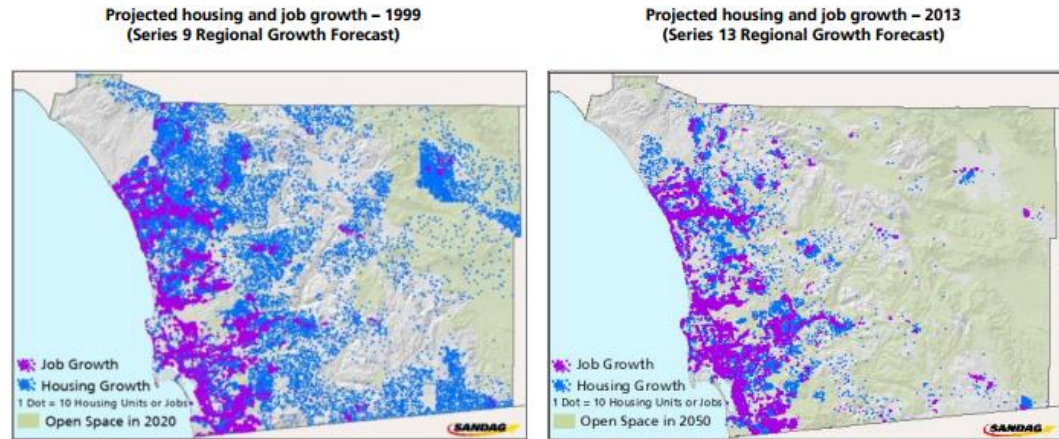 Projected housing and job growth – 1999
(Series 9 Regional Growth Forecast)
Job Growth
Housing Growth
1 Dot = 10 Housing Units or Jobs
Open Space in 2020
SANDAG
Projected housing and job growth – 2013
(Series 13 Regional Growth Forecast)
Job Growth
Housing Growth
1 Dot = 10 Housing Units or Jobs
Open Space in 2050
SANDAG